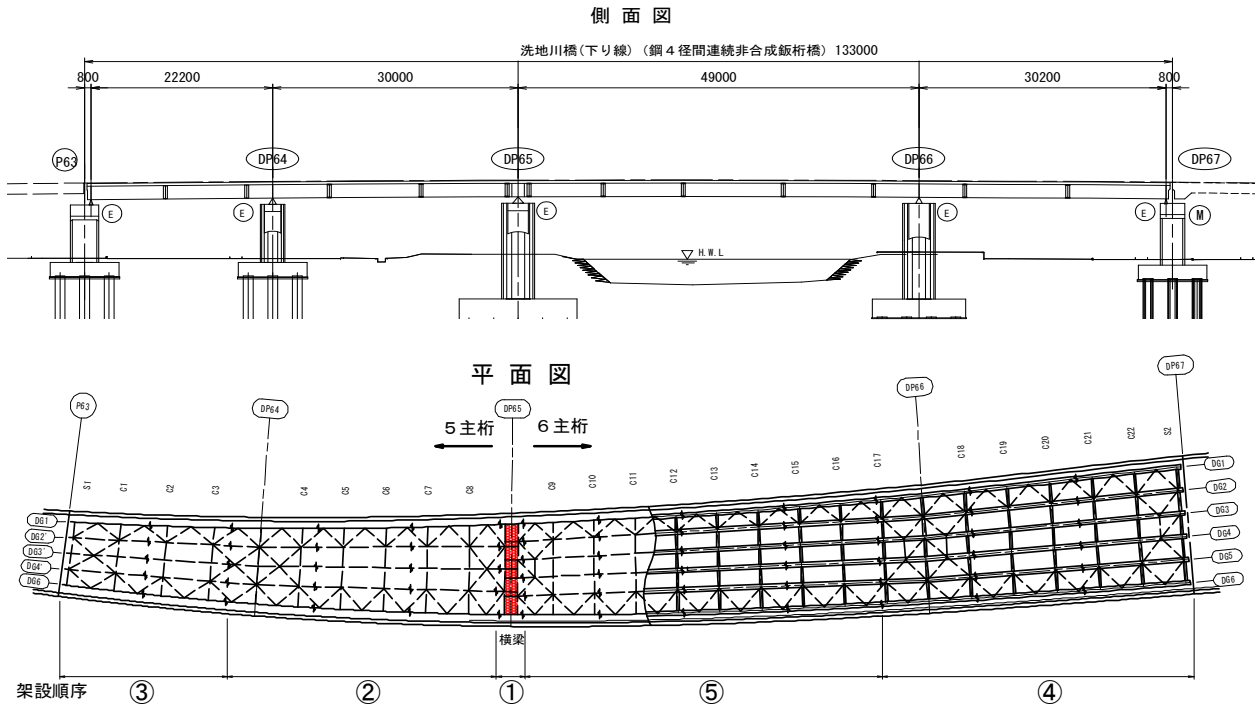 側面図
洗地川橋(下り線) (鋼4径間連続非合成鈑桁橋) 133000
800 22200 30000 49000 30200 800
P63 DP64 DP65 DP66 DP67
E E E E E M
H.W.L
平面図
P63 DP64 DP65 DP66 DP67
5主桁 6主桁
S1 C1 C2 C3 C4 C5 C6 C7 C8 C9 C10 C11 C12 C13 C14 C15 C16 C17 C18 C19 C20 C21 C22 S2
DG1
DG2'
DG3'
DG4'
DG6
DG1
DG2
DG3
DG4
DG5
DG6
横梁
架設順序 ③ ② ① ⑤ ④